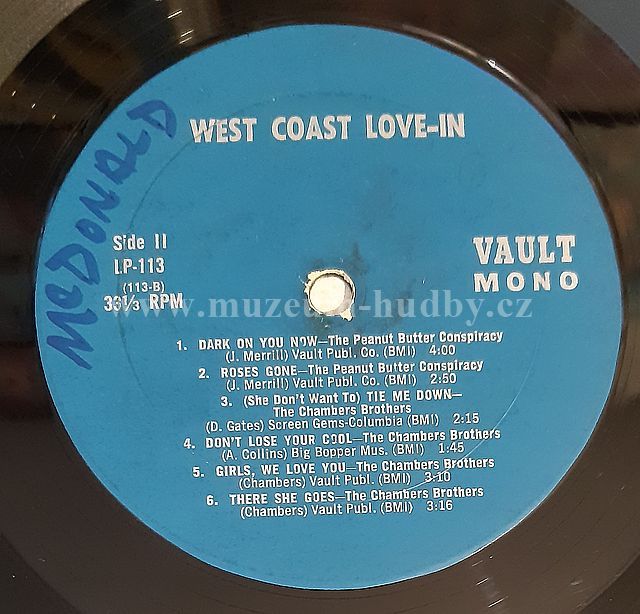 McDONALD
WEST COAST LOVE-IN
Side II
LP-113
(113-B)
33⅓ RPM
VAULT
MONO
www.muzeum-hudby.cz
1. DARK ON YOU NOW—The Peanut Butter Conspiracy
(J. Merrill) Vault Publ. Co. (BMI) 4:00
2. ROSES GONE—The Peanut Butter Conspiracy
(J. Merrill) Vault Publ. Co. (BMI) 2:50
3. (She Don't Want To) TIE ME DOWN—
The Chambers Brothers
(D. Gates) Screen Gems-Columbia (BMI) 2:15
4. DON'T LOSE YOUR COOL—The Chambers Brothers
(A. Collins) Big Bopper Mus. (BMI) 1:45
5. GIRLS, WE LOVE YOU—The Chambers Brothers
(Chambers) Vault Publ. (BMI) 3:10
6. THERE SHE GOES—The Chambers Brothers
(Chambers) Vault Publ. (BMI) 3:16